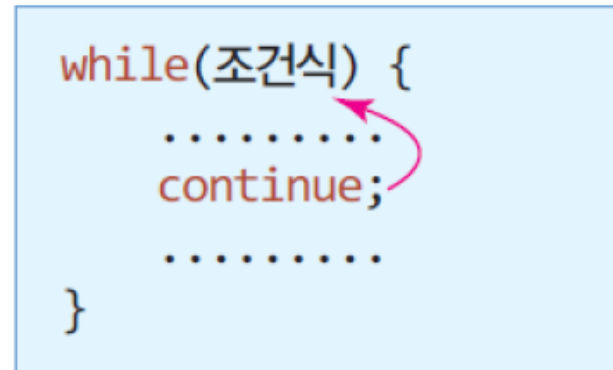 while(조건식) {
.........
continue;
.........
}